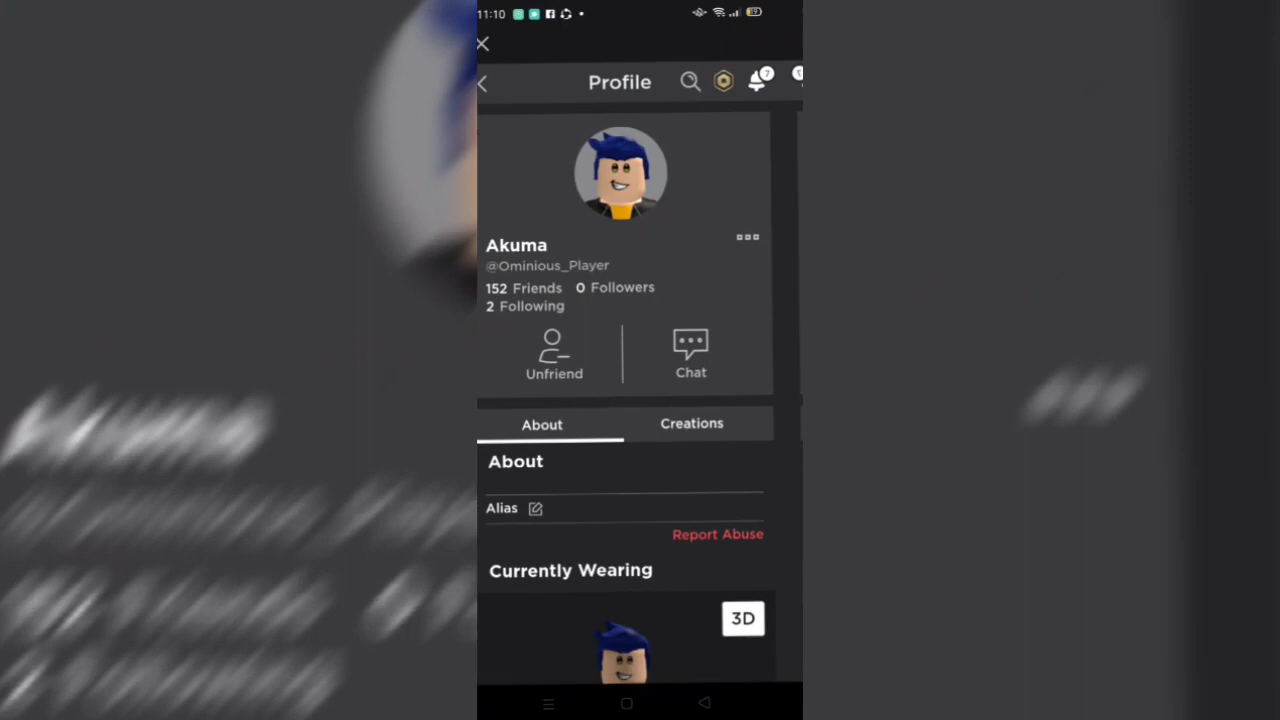 11:10
Profile
7
Akuma
@Ominious_Player
152 Friends 0 Followers
2 Following
Unfriend
Chat
About
Creations
About
Alias
Report Abuse
Currently Wearing
3D